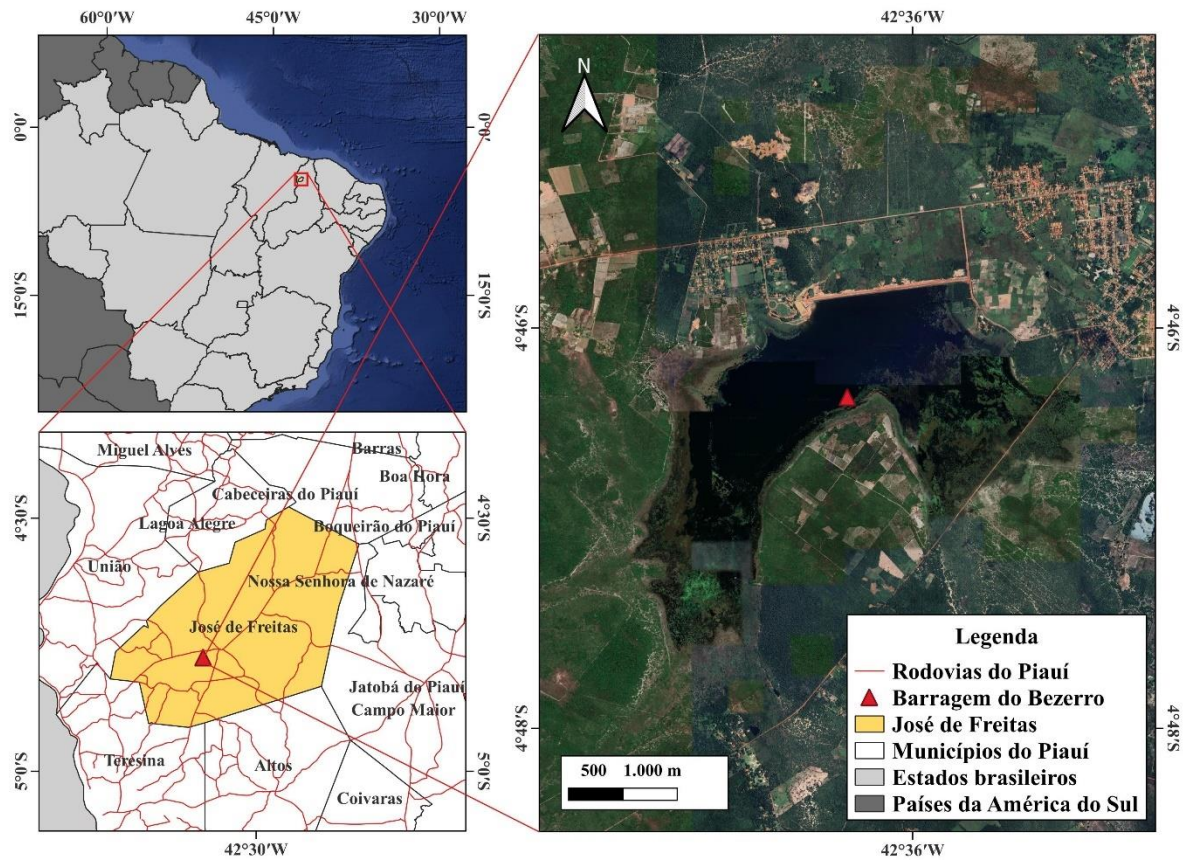 60°0′W 45°0′W 30°0′W
0°0′ 0°0′
15°0′S 15°0′S
42°36′W
N
4°46′S 4°46′S
4°48′S 4°48′S
42°36′W
500 1.000 m
Legenda
Rodovias do Piauí
Barragem do Bezerro
José de Freitas
Municípios do Piauí
Estados brasileiros
Países da América do Sul
Miguel Alves
Barras
Boa Hora
Cabeceiras do Piauí
4°30′S 4°30′S
Lagoa Alegre
Boqueirão do Piauí
União
Nossa Senhora de Nazaré
José de Freitas
Jatobá do Piauí
Campo Maior
Teresina
Altos
5°0′S 5°0′S
Coivaras
42°30′W